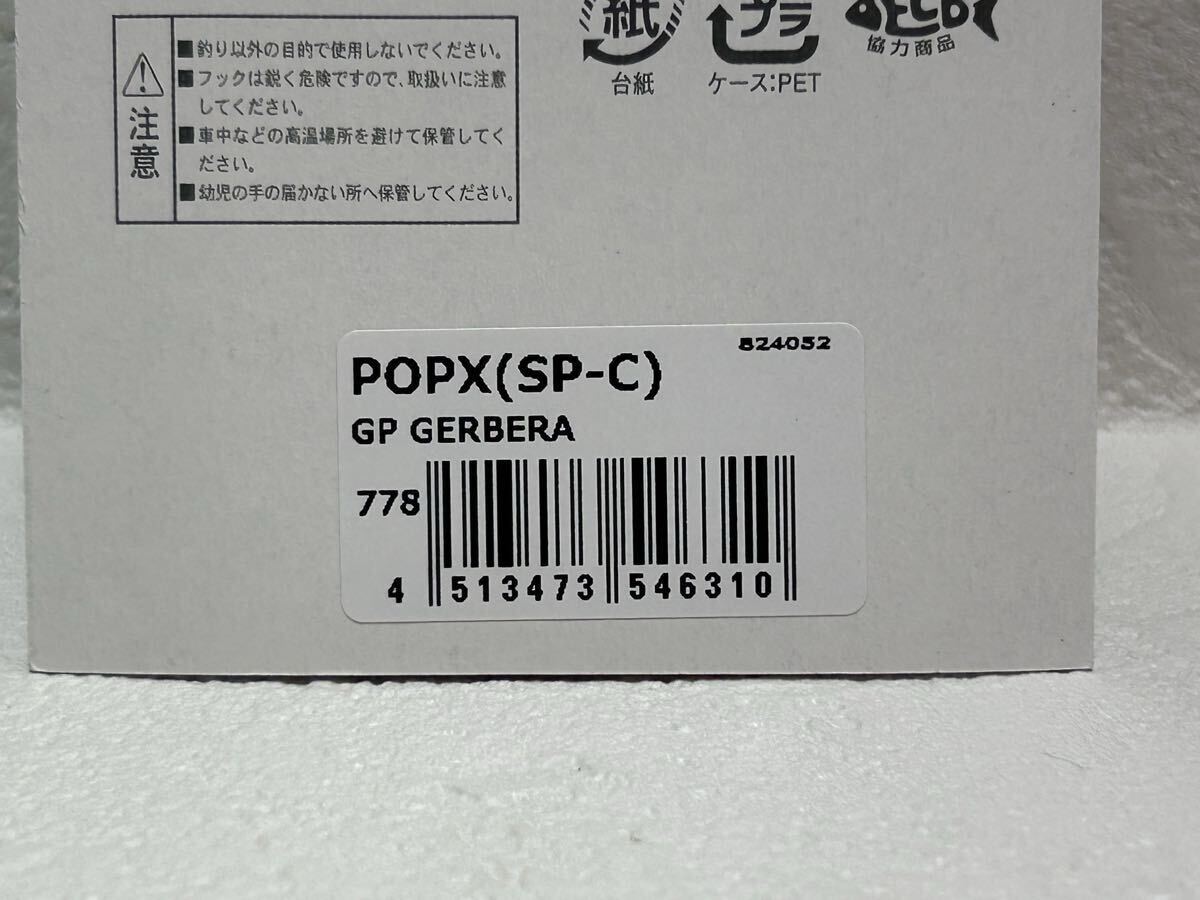 注意
■釣り以外の目的で使用しないでください。
■フックは鋭く危険ですので、取扱いに注意
してください。
■車中などの高温場所を避けて保管してく
ださい。
■幼児の手の届かない所へ保管してください。
紙
台紙
プラ
ケース:PET
協力商品
824052
POPX(SP-C)
GP GERBERA
778
4 513473 546310